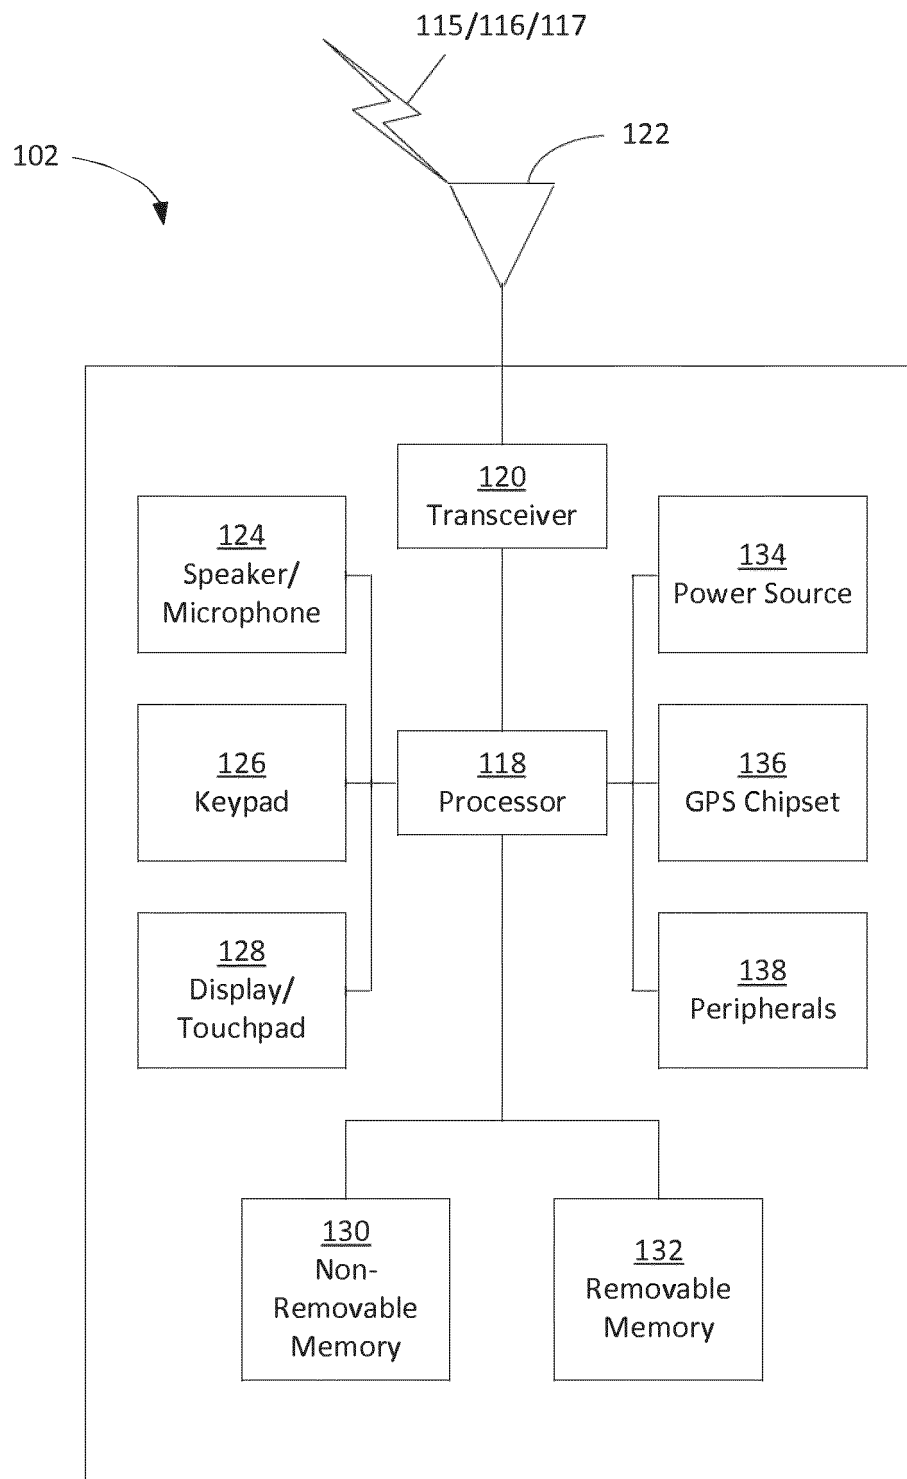 115/116/117
122
102
120
Transceiver
124
Speaker/
Microphone
134
Power Source
126
Keypad
118
Processor
136
GPS Chipset
128
Display/
Touchpad
138
Peripherals
130
Non-
Removable
Memory
132
Removable
Memory